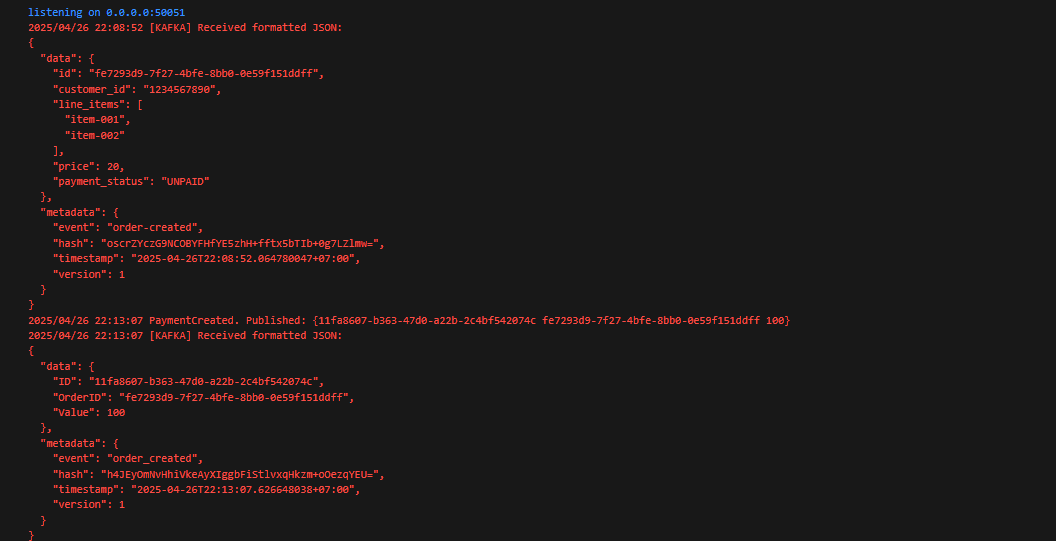 listening on 0.0.0.0:50051
2025/04/26 22:08:52 [KAFKA] Received formatted JSON:
{
  "data": {
    "id": "fe7293d9-7f27-4bfe-8bb0-0e59f151ddff",
    "customer_id": "1234567890",
    "line_items": [
      "item-001",
      "item-002"
    ],
    "price": 20,
    "payment_status": "UNPAID"
  },
  "metadata": {
    "event": "order-created",
    "hash": "oscrZYczG9NCOBYFHfYE5zhH+fftx5bTIb+0g7LZlmw=",
    "timestamp": "2025-04-26T22:08:52.064780047+07:00",
    "version": 1
  }
}
2025/04/26 22:13:07 PaymentCreated. Published: {11fa8607-b363-47d0-a22b-2c4bf542074c fe7293d9-7f27-4bfe-8bb0-0e59f151ddff 100}
2025/04/26 22:13:07 [KAFKA] Received formatted JSON:
{
  "data": {
    "ID": "11fa8607-b363-47d0-a22b-2c4bf542074c",
    "OrderID": "fe7293d9-7f27-4bfe-8bb0-0e59f151ddff",
    "Value": 100
  },
  "metadata": {
    "event": "order_created",
    "hash": "h4JEyOmNvHhiVkeAyXIggbFiStlvxqHkzm+oOezqYEU=",
    "timestamp": "2025-04-26T22:13:07.626648038+07:00",
    "version": 1
  }
}